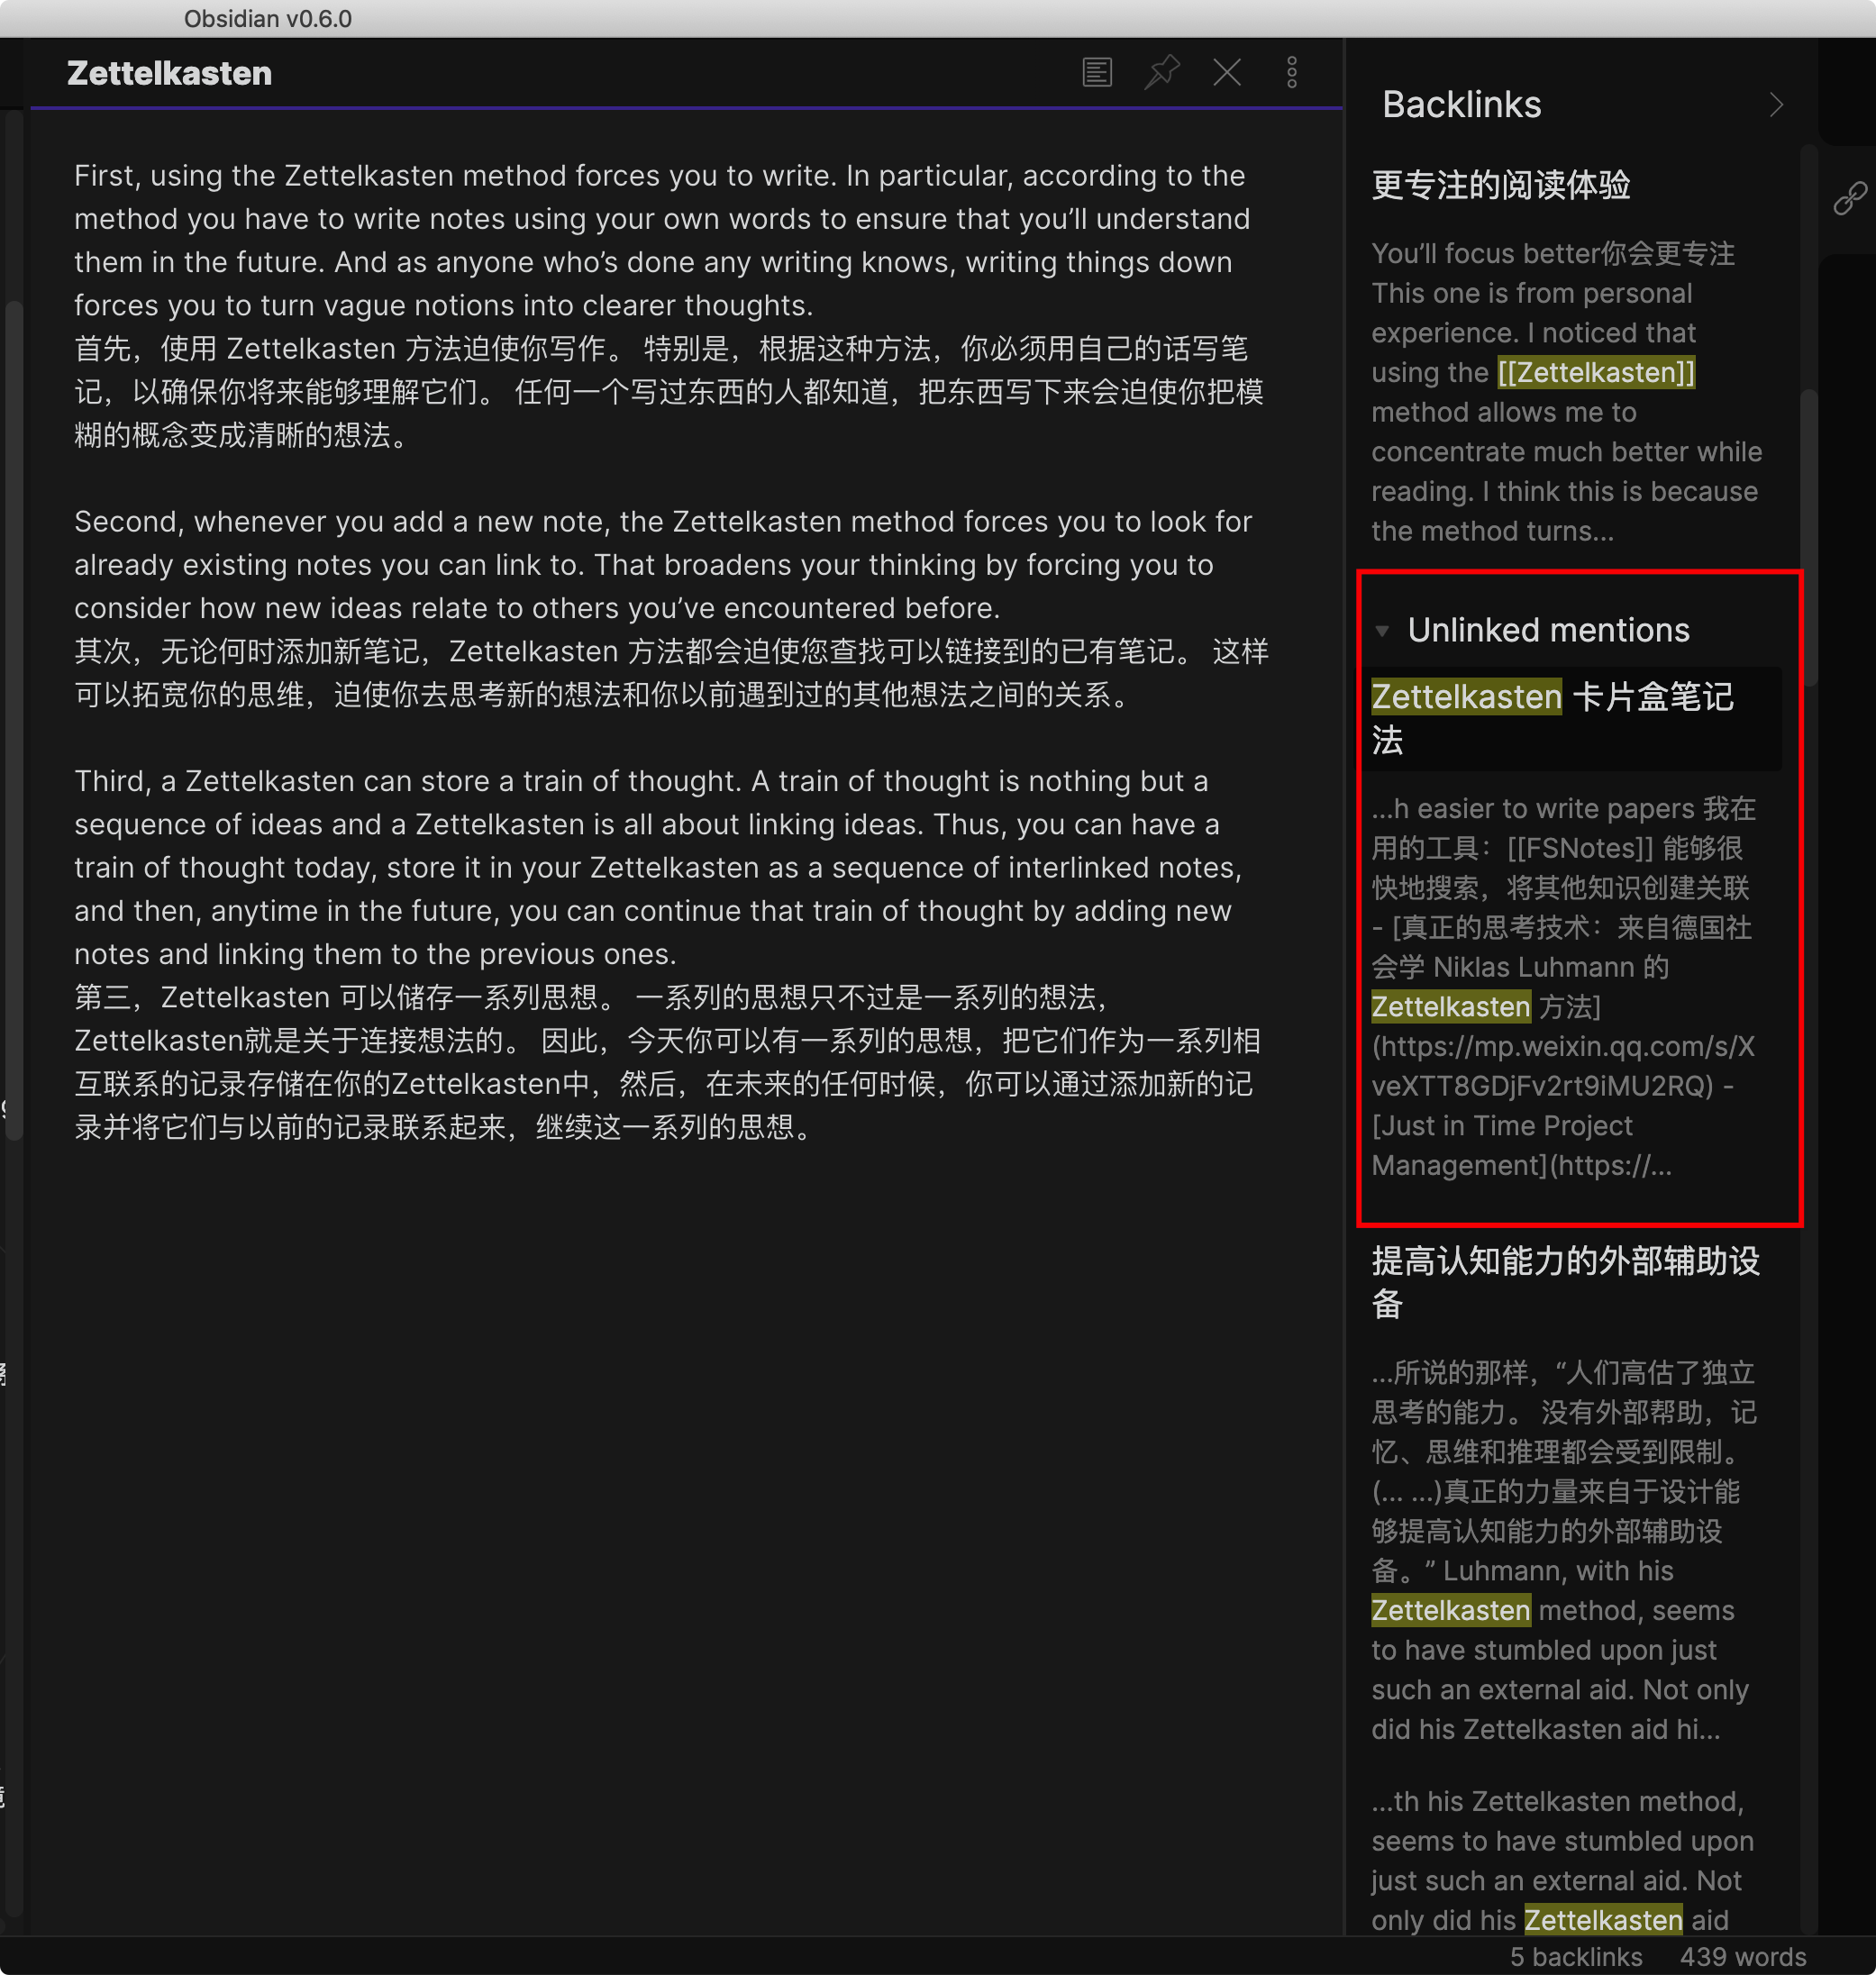 Obsidian v0.6.0
Zettelkasten
First, using the Zettelkasten method forces you to write. In particular, according to the
method you have to write notes using your own words to ensure that you’ll understand
them in the future. And as anyone who’s done any writing knows, writing things down
forces you to turn vague notions into clearer thoughts.
首先，使用 Zettelkasten 方法迫使你写作。 特别是，根据这种方法，你必须用自己的话写笔
记，以确保你将来能够理解它们。 任何一个写过东西的人都知道，把东西写下来会迫使你把模
糊的概念变成清晰的想法。
Second, whenever you add a new note, the Zettelkasten method forces you to look for
already existing notes you can link to. That broadens your thinking by forcing you to
consider how new ideas relate to others you’ve encountered before.
其次，无论何时添加新笔记，Zettelkasten 方法都会迫使您查找可以链接到的已有笔记。 这样
可以拓宽你的思维，迫使你去思考新的想法和你以前遇到过的其他想法之间的关系。
Third, a Zettelkasten can store a train of thought. A train of thought is nothing but a
sequence of ideas and a Zettelkasten is all about linking ideas. Thus, you can have a
train of thought today, store it in your Zettelkasten as a sequence of interlinked notes,
and then, anytime in the future, you can continue that train of thought by adding new
notes and linking them to the previous ones.
第三，Zettelkasten 可以储存一系列思想。 一系列的思想只不过是一系列的想法，
Zettelkasten就是关于连接想法的。 因此，今天你可以有一系列的思想，把它们作为一系列相
互联系的记录存储在你的Zettelkasten中，然后，在未来的任何时候，你可以通过添加新的记
录并将它们与以前的记录联系起来，继续这一系列的思想。
Backlinks
更专注的阅读体验
You’ll focus better你会更专注
This one is from personal
experience. I noticed that
using the [[Zettelkasten]]
method allows me to
concentrate much better while
reading. I think this is because
the method turns...
Unlinked mentions
Zettelkasten 卡片盒笔记
法
...h easier to write papers 我在
用的工具：[[FSNotes]] 能够很
快地搜索，将其他知识创建关联
- [真正的思考技术：来自德国社
会学 Niklas Luhmann 的
Zettelkasten 方法]
(https://mp.weixin.qq.com/s/X
veXTT8GDjFv2rt9iMU2RQ) -
[Just in Time Project
Management](https://...
提高认知能力的外部辅助设
备
...所说的那样，“人们高估了独立
思考的能力。 没有外部帮助，记
忆、思维和推理都会受到限制。
(... ...)真正的力量来自于设计能
够提高认知能力的外部辅助设
备。” Luhmann, with his
Zettelkasten method, seems
to have stumbled upon just
such an external aid. Not only
did his Zettelkasten aid hi...
...th his Zettelkasten method,
seems to have stumbled upon
just such an external aid. Not
only did his Zettelkasten aid
5 backlinks 439 words